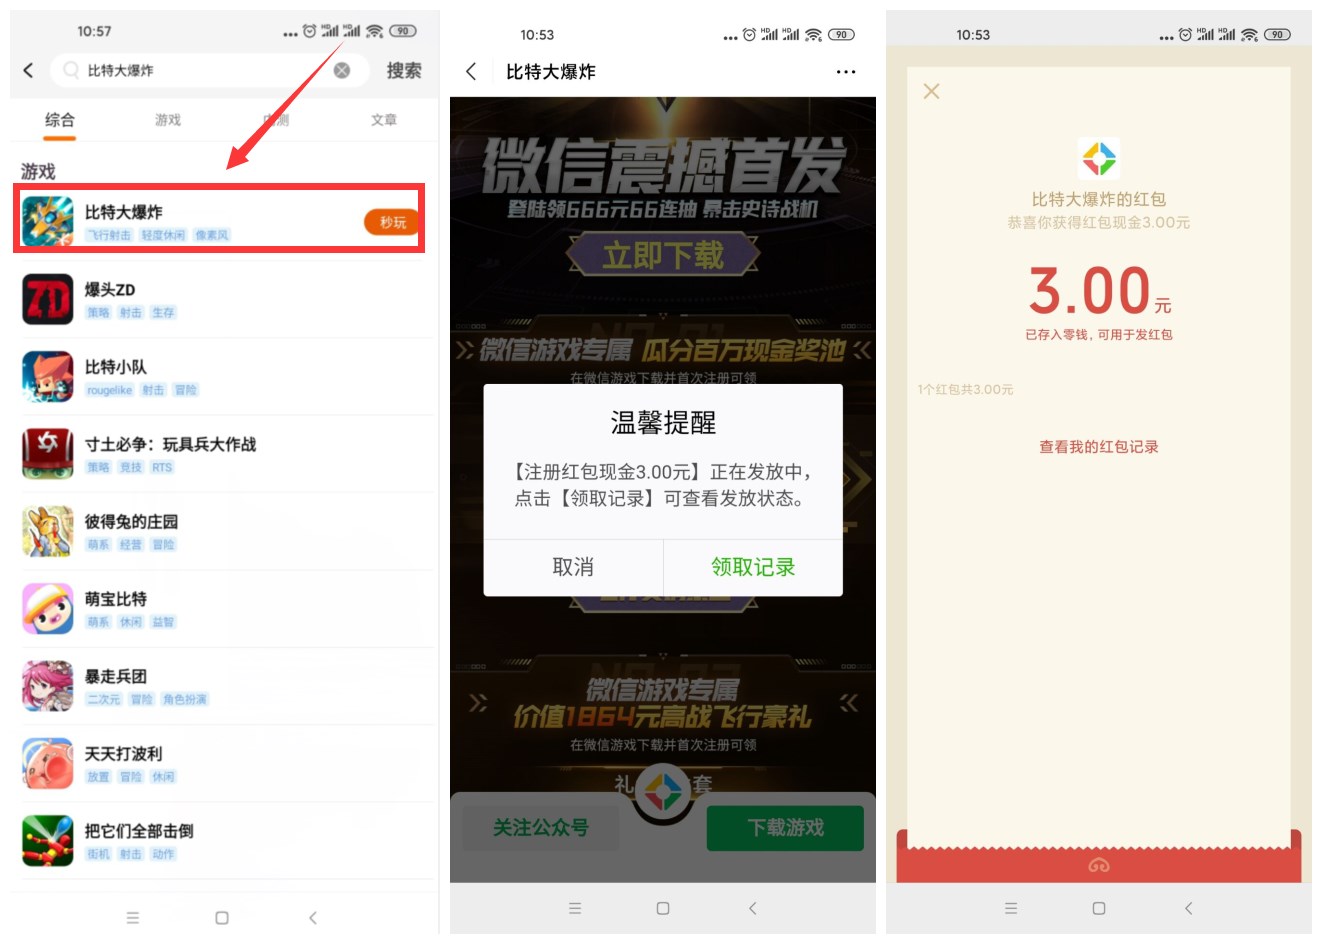 10:57
HD HD 90
比特大爆炸
搜索
综合
游戏
内测
文章
游戏
比特大爆炸
飞行射击 轻度休闲 像素风
秒玩
爆头ZD
策略 射击 生存
比特小队
rougelike 射击 冒险
寸土必争：玩具兵大作战
策略 竞技 RTS
彼得兔的庄园
萌系 经营 冒险
萌宝比特
萌系 休闲 益智
暴走兵团
二次元 冒险 角色扮演
天天打波利
放置 冒险 休闲
把它们全部击倒
街机 射击 动作
10:53
HD HD 90
比特大爆炸
微信震撼首发
登陆领666元66连抽 暴击史诗战机
立即下载
微信游戏专属 瓜分百万现金奖池
在微信游戏下载并首次注册可领
温馨提醒
【注册红包现金3.00元】正在发放中，
点击【领取记录】可查看发放状态。
取消
领取记录
微信游戏专属
价值1864元高战飞行豪礼
在微信游戏下载并首次注册可领
礼 套
关注公众号
下载游戏
10:53
HD HD 90
比特大爆炸的红包
恭喜你获得红包现金3.00元
3.00元
已存入零钱，可用于发红包
1个红包共3.00元
查看我的红包记录